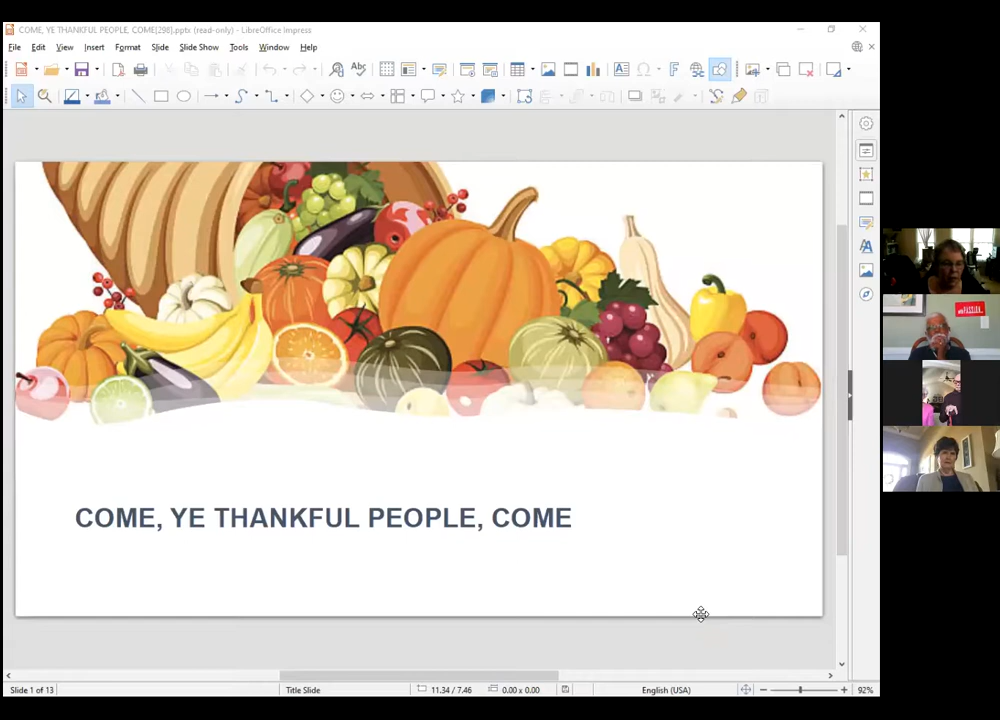 COME, YE THANKFUL PEOPLE, COME(298).pptx (read-only) - LibreOffice Impress
File Edit View Insert Format Slide Slide Show Tools Window Help
Abc
COME, YE THANKFUL PEOPLE, COME
Slide 1 of 13 Title Slide 11.34 / 7.46 0.00 x 0.00 English (USA) 92%